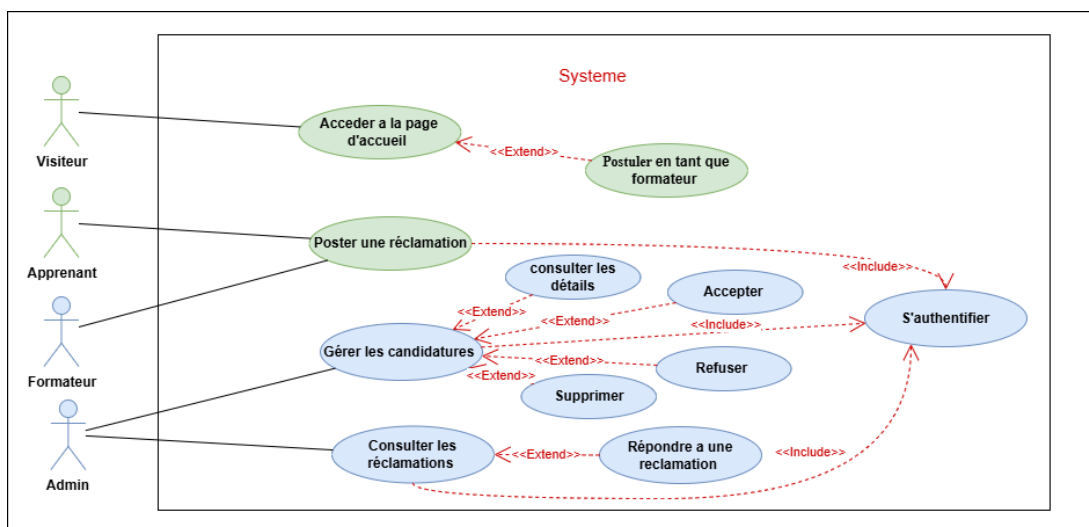 Systeme
Acceder a la page
d'accueil
Visiteur
<<Extend>>
Postuler en tant que
formateur
Poster une réclamation
Apprenant
consulter les
détails
<<Include>>
Accepter
<<Extend>>
<<Extend>>
<<Include>>
S'authentifier
Gérer les candidatures
Formateur
<<Extend>>
Refuser
<<Extend>>
Supprimer
Consulter les
réclamations
<<Extend>>
Répondre a une
reclamation
<<Include>>
Admin